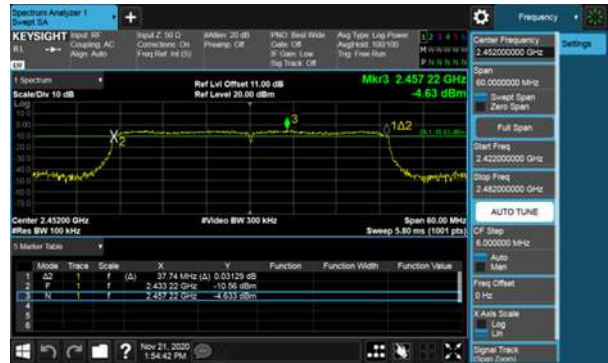 Spectrum Analyzer 1
Swept SA
+
Frequency
KEYSIGHT
Input: RF
Input Z: 50 Ω
#Atten: 20 dB
PNO: Best Wide
Avg Type: Log-Power
1 2 3 4 5 6
RL
Coupling: AC
Corrections: On
Preamp: Off
Gate: Off
Avg|Hold: 100/100
M W W W W W
Align: Auto
Freq Ref: Int (S)
IF Gain: Low
Trig: Free Run
Sig Track: Off
P N N N N N
1 Spectrum
Scale/Div 10 dB
Ref Lvl Offset 11.00 dB
Ref Level 20.00 dBm
Mkr3 2.457 22 GHz
-4.63 dBm
Log
2
3
1Δ2
Center 2.45200 GHz
#Video BW 300 kHz
Span 60.00 MHz
#Res BW 100 kHz
Sweep 5.80 ms (1001 pts)
5 Marker Table
Mode Trace Scale X Y Function Function Width Function Value
1 Δ2 1 f (Δ) 37.74 MHz (Δ) 0.03129 dB
2 F 1 f 2.433 22 GHz -10.56 dBm
3 N 1 f 2.457 22 GHz -4.633 dBm
4
5
6
?
Nov 21, 2020
1:54:42 PM
Center Frequency
2.452000000 GHz
Settings
Span
60.0000000 MHz
Swept Span
Zero Span
Full Span
Start Freq
2.422000000 GHz
Stop Freq
2.482000000 GHz
AUTO TUNE
CF Step
6.000000 MHz
Auto
Man
Freq Offset
0 Hz
X Axis Scale
Log
Lin
Signal Track
(Span Zoom)